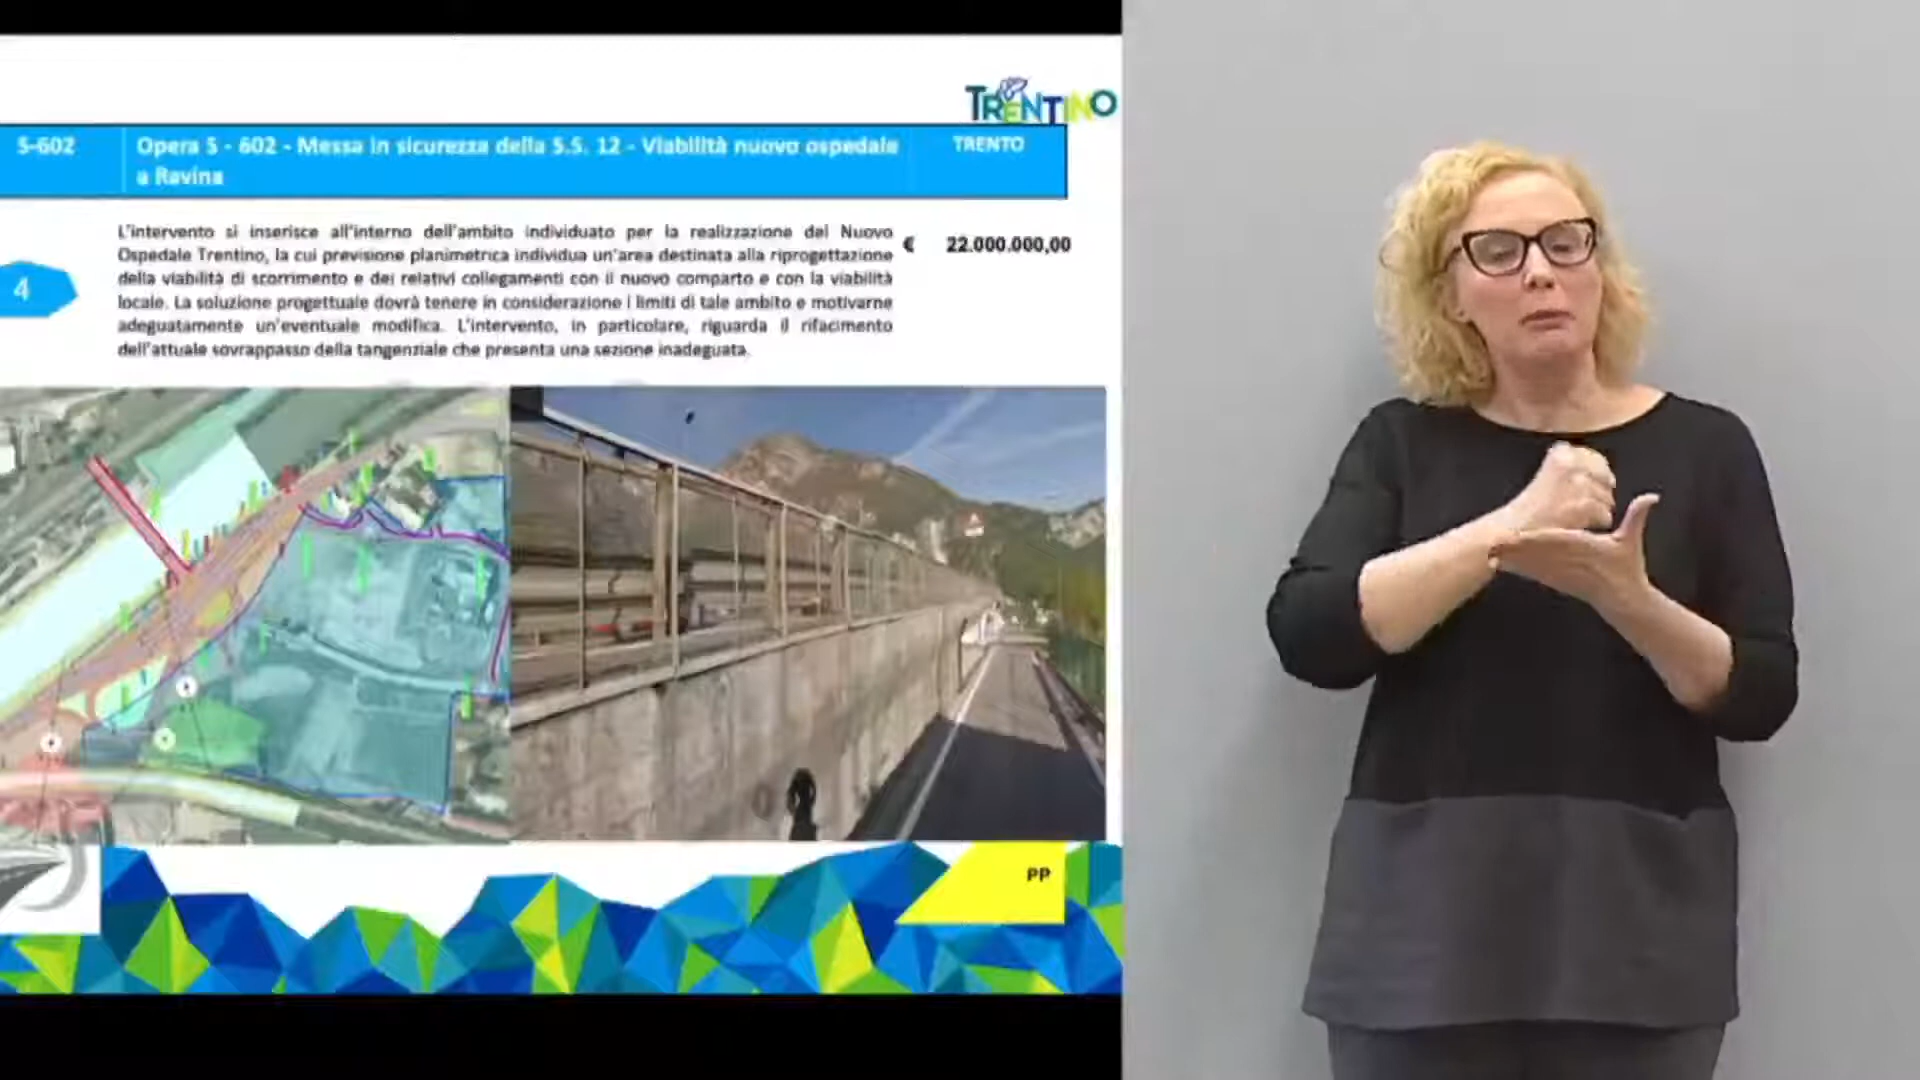 TRENTINO
S-602
Opera S - 602 - Messa in sicurezza della S.S. 12 - Viabilità nuovo ospedale
a Ravina
TRENTO
L'intervento si inserisce all'interno dell'ambito individuato per la realizzazione del Nuovo
Ospedale Trentino, la cui previsione planimetrica individua un'area destinata alla riprogettazione
della viabilità di scorrimento e dei relativi collegamenti con il nuovo comparto e con la viabilità
locale. La soluzione progettuale dovrà tenere in considerazione i limiti di tale ambito e motivarne
adeguatamente un'eventuale modifica. L'intervento, in particolare, riguarda il rifacimento
dell'attuale sovrappasso della tangenziale che presenta una sezione inadeguata.
€ 22.000.000,00
4
PP